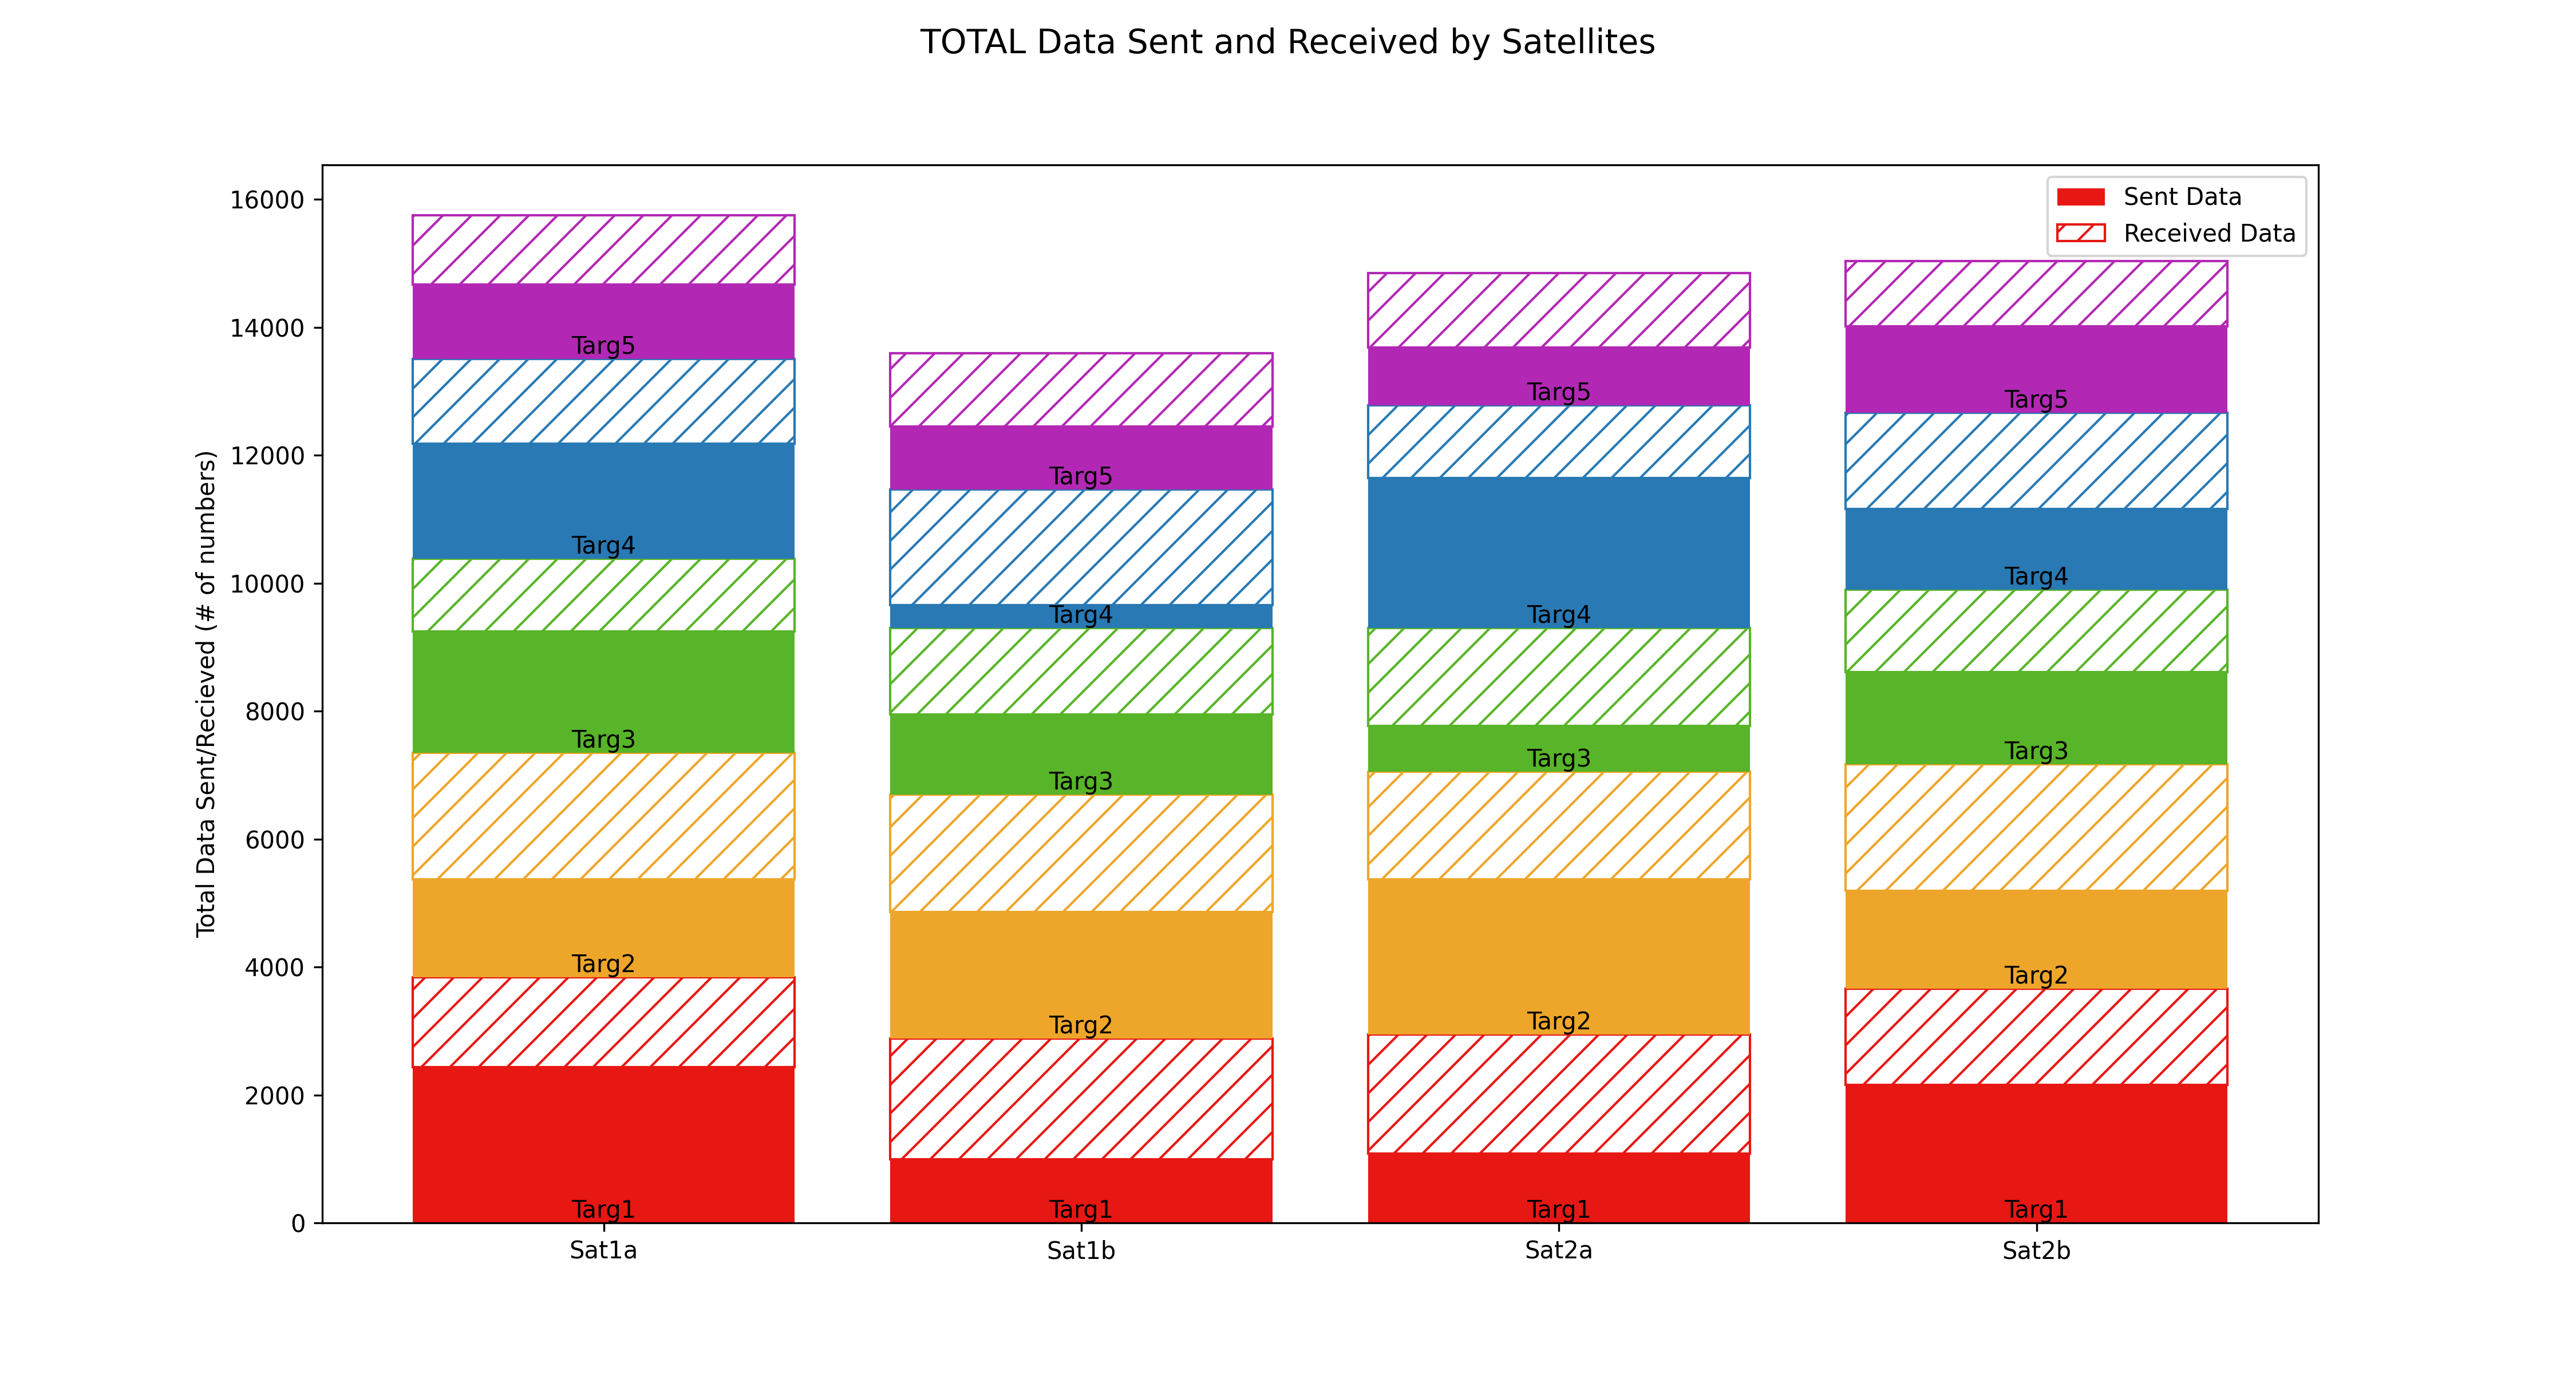 TOTAL Data Sent and Received by Satellites
Total Data Sent/Recieved (# of numbers)
16000
14000
12000
10000
8000
6000
4000
2000
0
Sent Data
Received Data
Targ5
Targ4
Targ3
Targ2
Targ1
Targ5
Targ4
Targ3
Targ2
Targ1
Targ5
Targ4
Targ3
Targ2
Targ1
Targ5
Targ4
Targ3
Targ2
Targ1
Sat1a
Sat1b
Sat2a
Sat2b